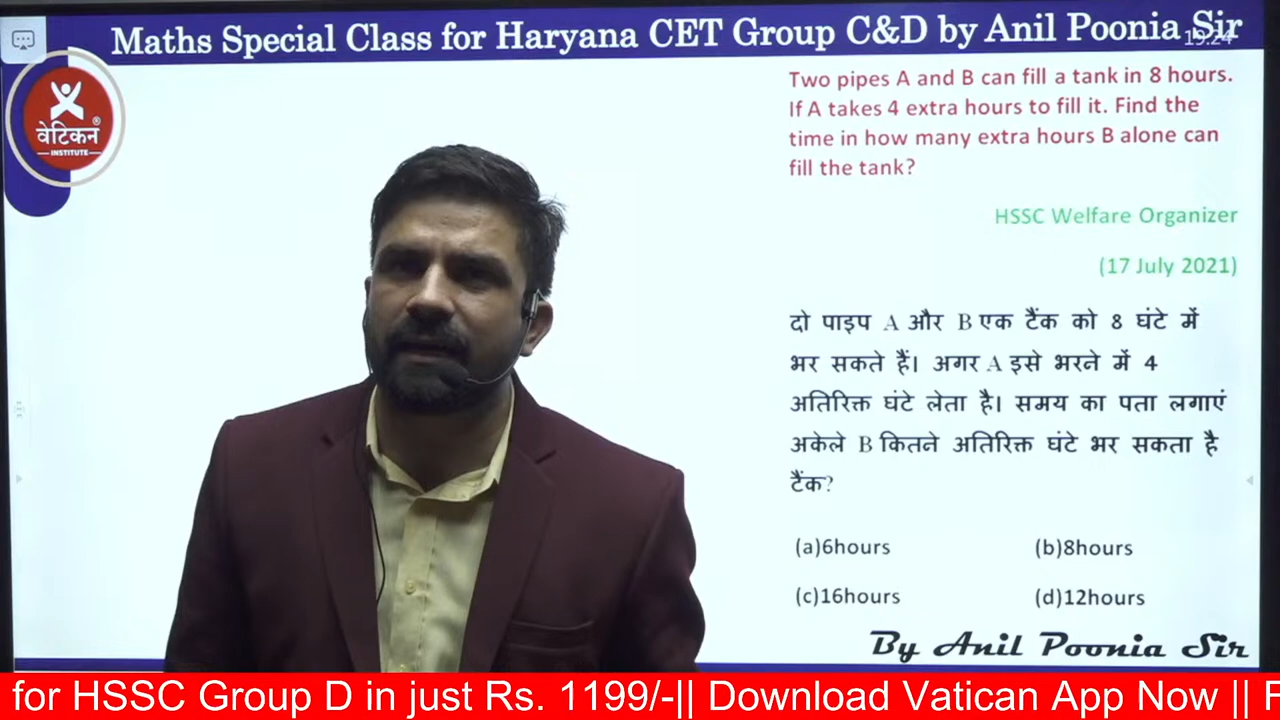 Maths Special Class for Haryana CET Group C&D by Anil Poonia Sir
19:24
वेटिकन®
INSTITUTE
Two pipes A and B can fill a tank in 8 hours.
If A takes 4 extra hours to fill it. Find the
time in how many extra hours B alone can
fill the tank?
HSSC Welfare Organizer
(17 July 2021)
दो पाइप A और B एक टैंक को 8 घंटे में
भर सकते हैं। अगर A इसे भरने में 4
अतिरिक्त घंटे लेता है। समय का पता लगाएं
अकेले B कितने अतिरिक्त घंटे भर सकता है
टैंक?
(a)6hours (b)8hours
(c)16hours (d)12hours
By Anil Poonia Sir
for HSSC Group D in just Rs. 1199/-|| Download Vatican App Now || F